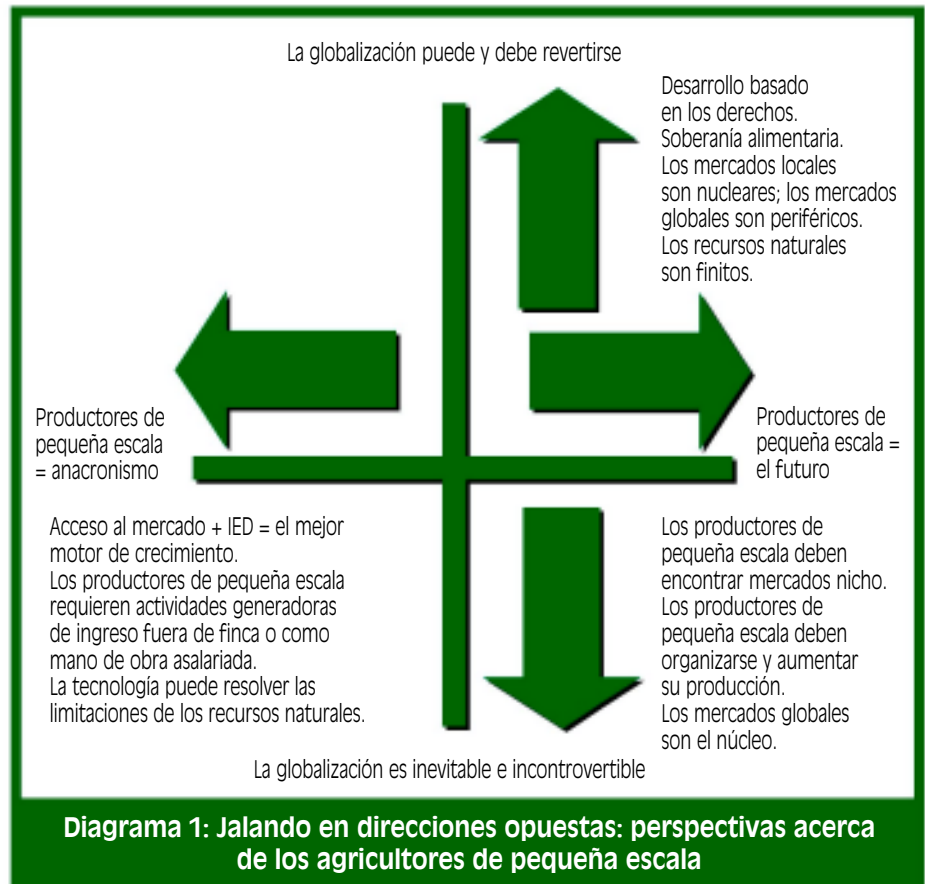 La globalización puede y debe revertirse
Desarrollo basado
en los derechos.
Soberanía alimentaria.
Los mercados locales
son nucleares; los mercados
globales son periféricos.
Los recursos naturales
son finitos.
Productores de
pequeña escala
= anacronismo
Productores de
pequeña escala =
el futuro
Acceso al mercado + IED = el mejor
motor de crecimiento.
Los productores de pequeña escala
requieren actividades generadoras
de ingreso fuera de finca o como
mano de obra asalariada.
La tecnología puede resolver las
limitaciones de los recursos naturales.
Los productores de
pequeña escala deben
encontrar mercados nicho.
Los productores de
pequeña escala deben
organizarse y aumentar
su producción.
Los mercados globales
son el núcleo.
La globalización es inevitable e incontrovertible
Diagrama 1: Jalando en direcciones opuestas: perspectivas acerca
de los agricultores de pequeña escala